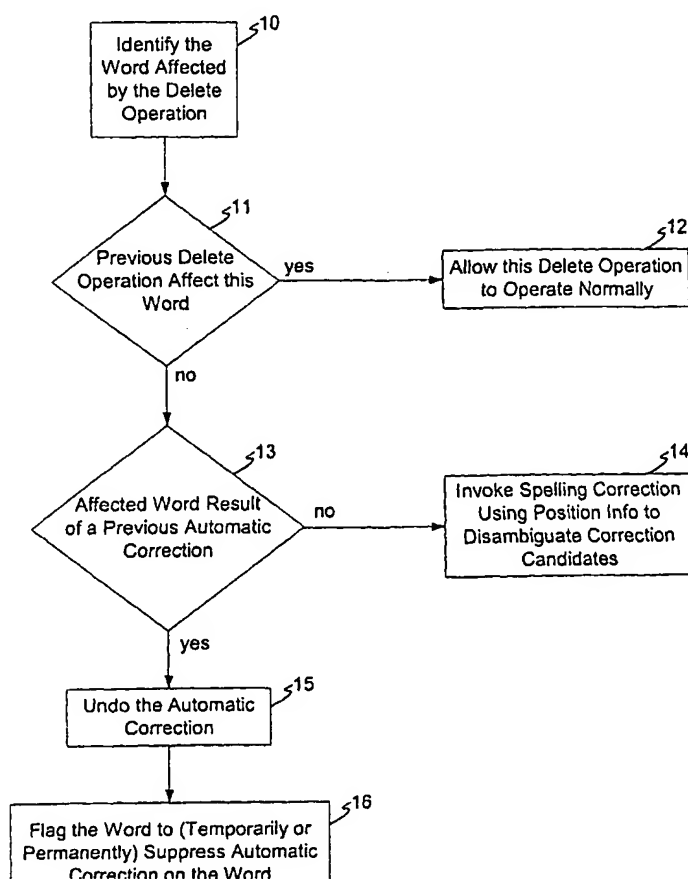 10
Identify the
Word Affected
by the Delete
Operation
11
Previous Delete
Operation Affect this
Word
yes
12
Allow this Delete Operation
to Operate Normally
no
13
Affected Word Result
of a Previous Automatic
Correction
no
14
Invoke Spelling Correction
Using Position Info to
Disambiguate Correction
Candidates
yes
15
Undo the Automatic
Correction
16
Flag the Word to (Temporarily or
Permanently) Suppress Automatic
Correction on the Word